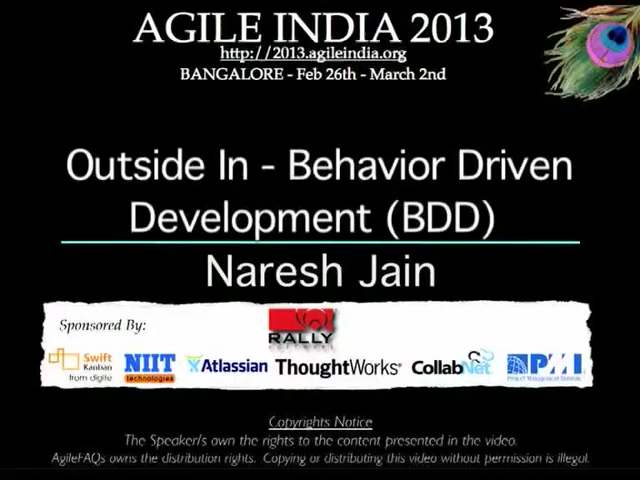 AGILE INDIA 2013
http://2013.agileindia.org
BANGALORE - Feb 26th - March 2nd
Outside In - Behavior Driven
Development (BDD)
Naresh Jain
Sponsored By:
RALLY
SOFTWARE
Swift
Kanban
from digite
NIIT
technologies
Atlassian
ThoughtWorks®
CollabNet
PMI
Copyrights Notice
The Speaker/s own the rights to the content presented in the video.
AgileFAQs owns the distribution rights. Copying or distributing this video without permission is illegal.